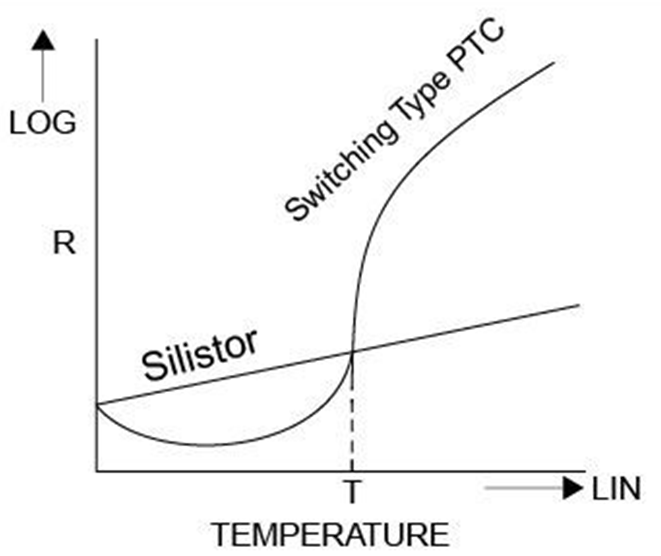 Switching Type PTC
LOG
R
Silistor
T
LIN
TEMPERATURE